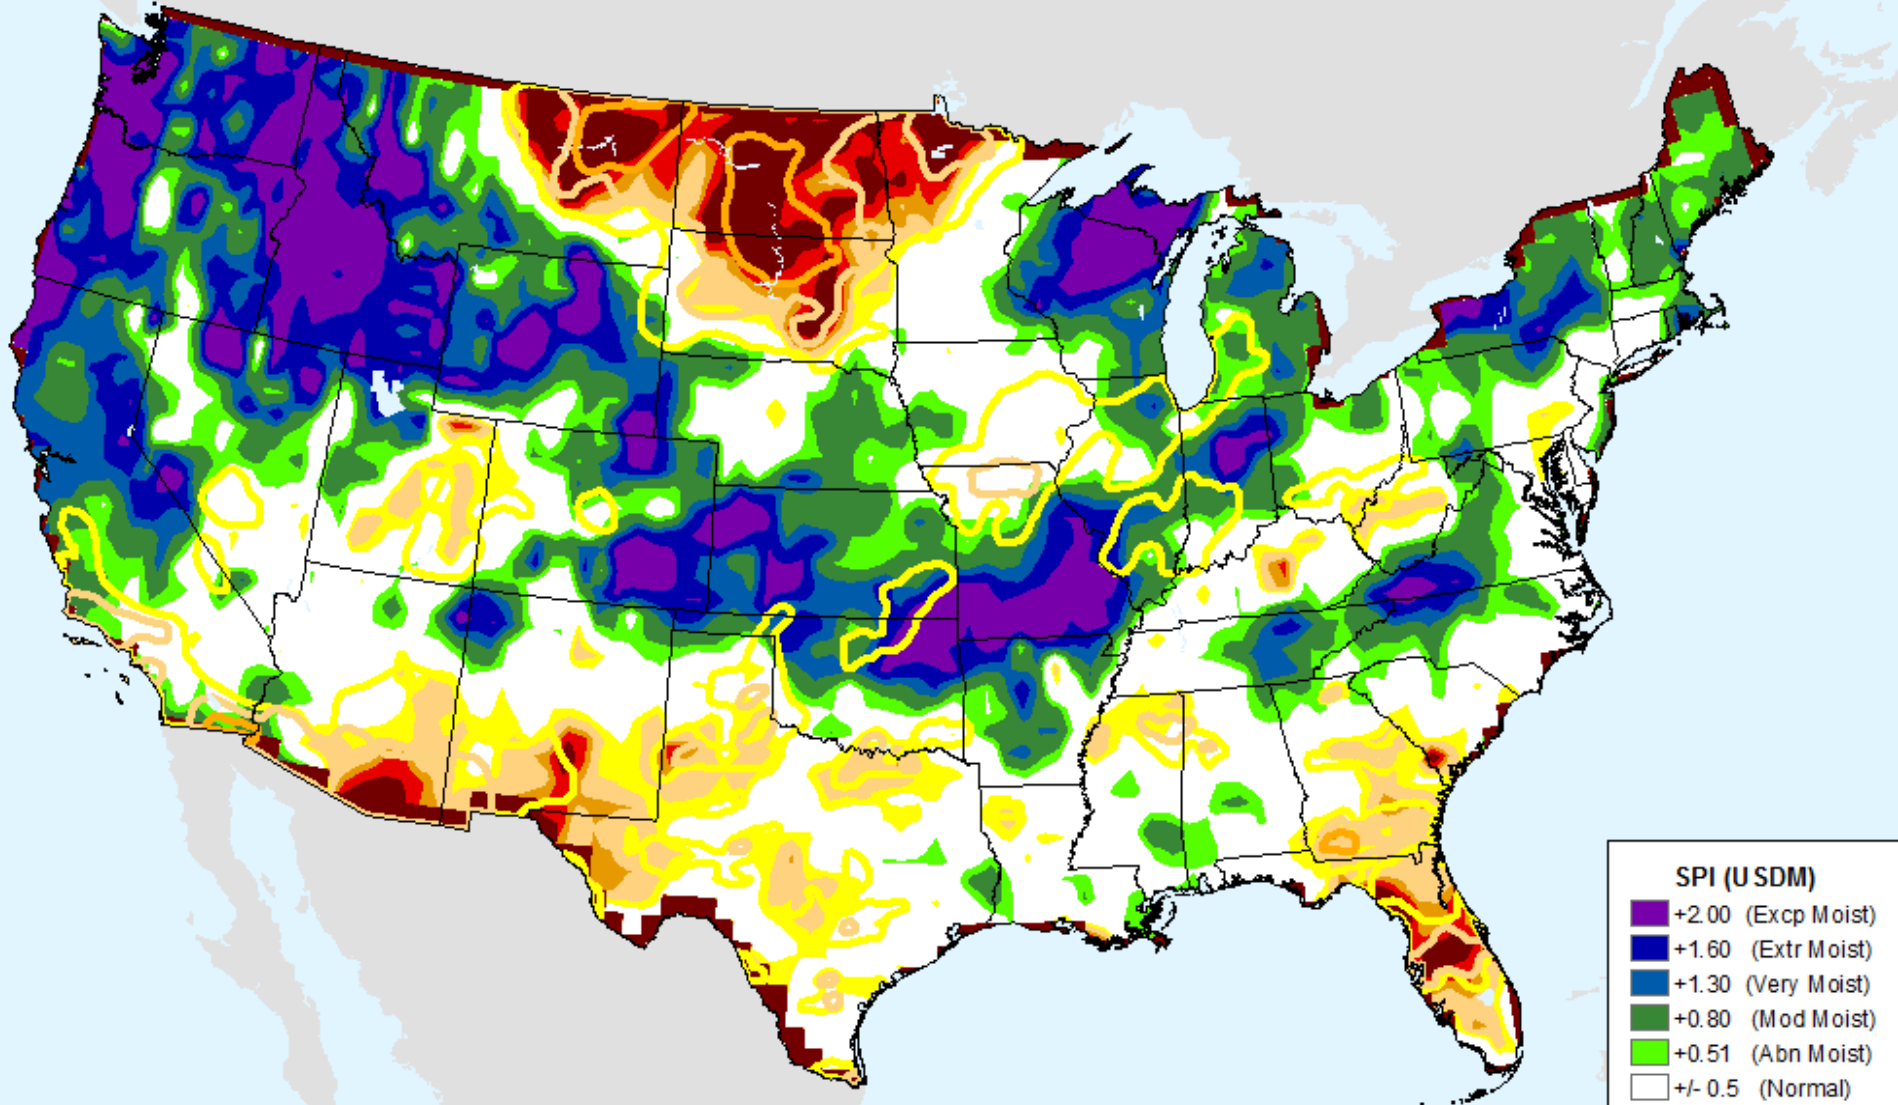 SPI (USDM)
+2.00 (Excp Moist)
+1.60 (Extr Moist)
+1.30 (Very Moist)
+0.80 (Mod Moist)
+0.51 (Abn Moist)
+/- 0.5 (Normal)